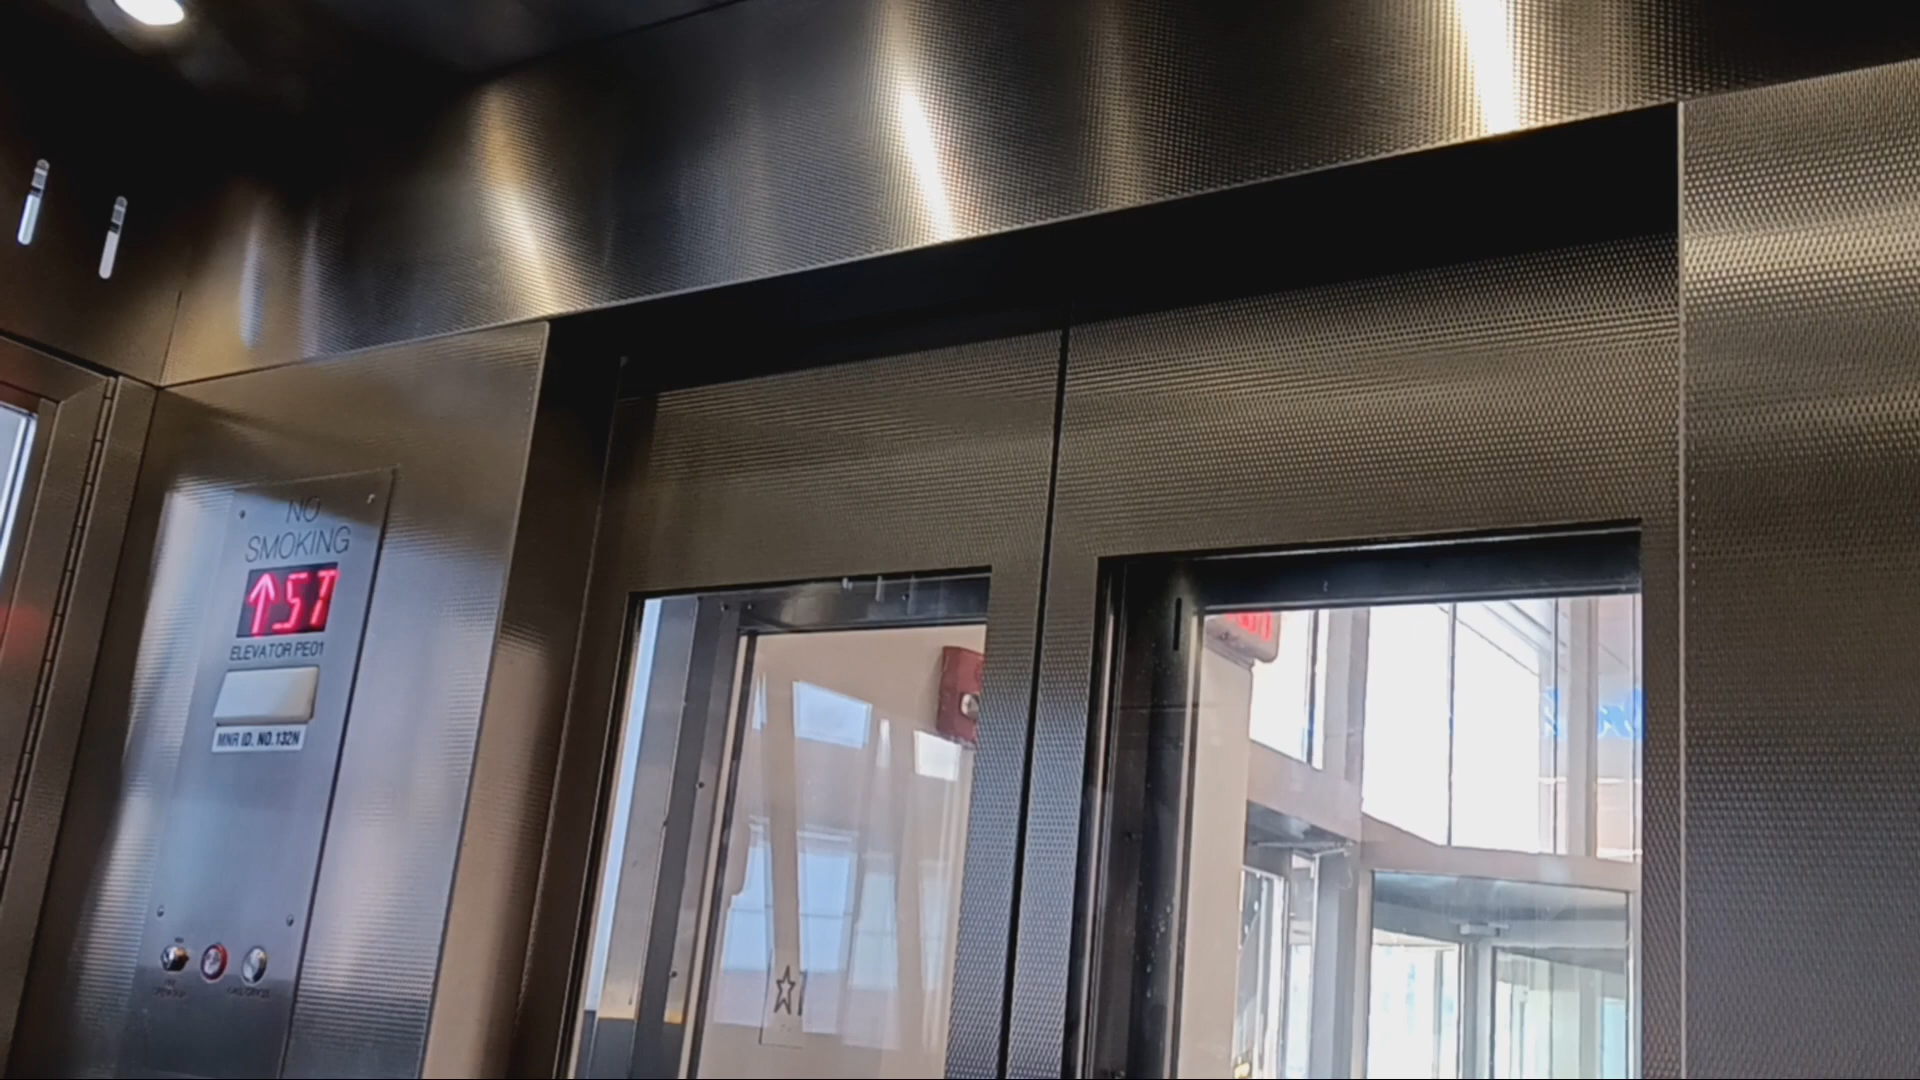 NO
SMOKING
↑ST
ELEVATOR PE01
MNR ID. NO.132N